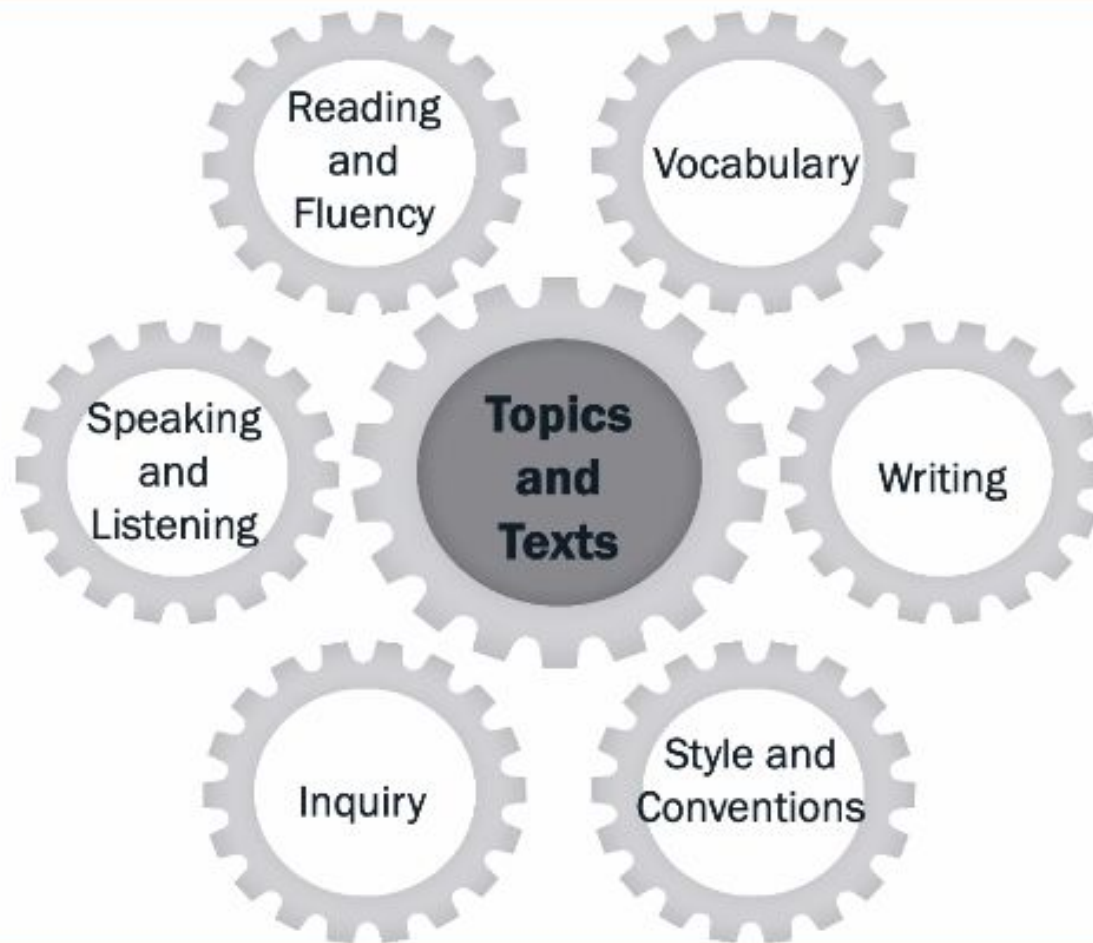 Reading
and
Fluency
Vocabulary
Speaking
and
Listening
Topics
and
Texts
Writing
Inquiry
Style and
Conventions